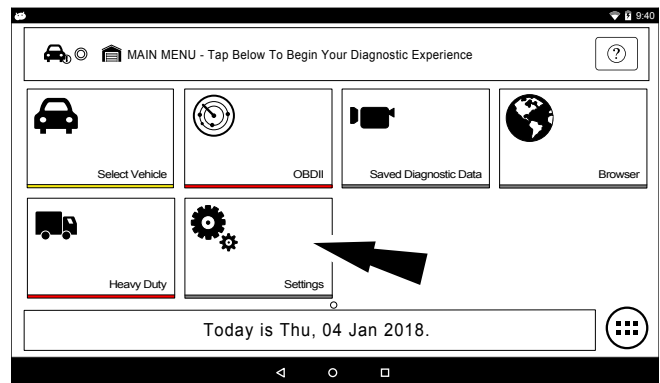 9:40
MAIN MENU - Tap Below To Begin Your Diagnostic Experience
?
Select Vehicle
OBDII
Saved Diagnostic Data
Browser
Heavy Duty
Settings
Today is Thu, 04 Jan 2018.